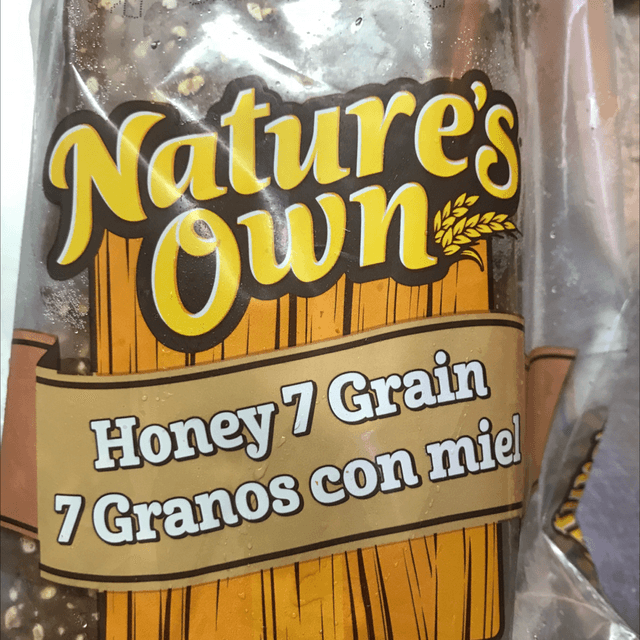 Nature's
Own
Honey 7 Grain
7 Granos con miel